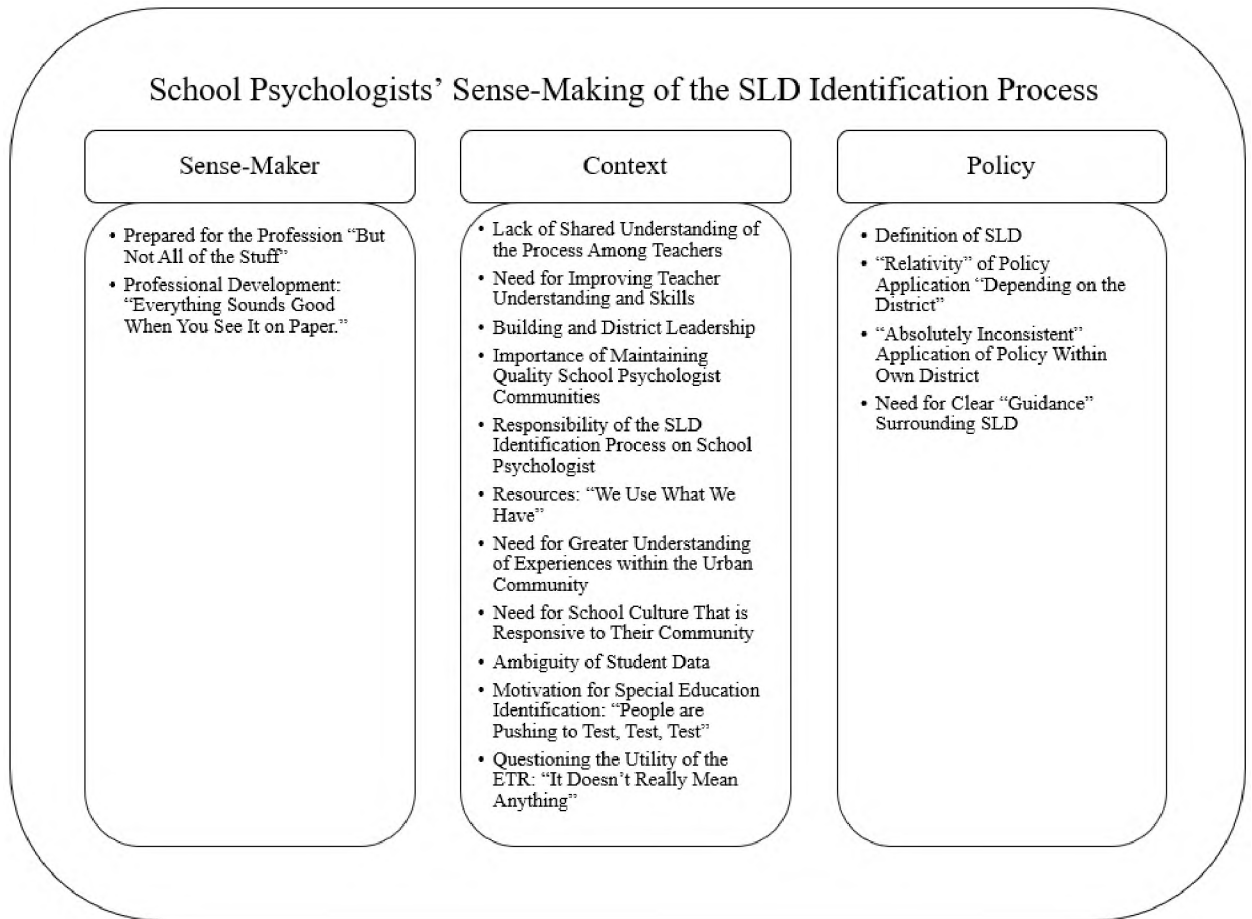 School Psychologists’ Sense-Making of the SLD Identification Process
Sense-Maker
• Prepared for the Profession “But
Not All of the Stuff”
• Professional Development:
“Everything Sounds Good
When You See It on Paper.”
Context
• Lack of Shared Understanding of
the Process Among Teachers
• Need for Improving Teacher
Understanding and Skills
• Building and District Leadership
• Importance of Maintaining
Quality School Psychologist
Communities
• Responsibility of the SLD
Identification Process on School
Psychologist
• Resources: “We Use What We
Have”
• Need for Greater Understanding
of Experiences within the Urban
Community
• Need for School Culture That is
Responsive to Their Community
• Ambiguity of Student Data
• Motivation for Special Education
Identification: “People are
Pushing to Test, Test, Test”
• Questioning the Utility of the
ETR: “It Doesn’t Really Mean
Anything”
Policy
• Definition of SLD
• “Relativity” of Policy
Application “Depending on the
District”
• “Absolutely Inconsistent”
Application of Policy Within
Own District
• Need for Clear “Guidance”
Surrounding SLD